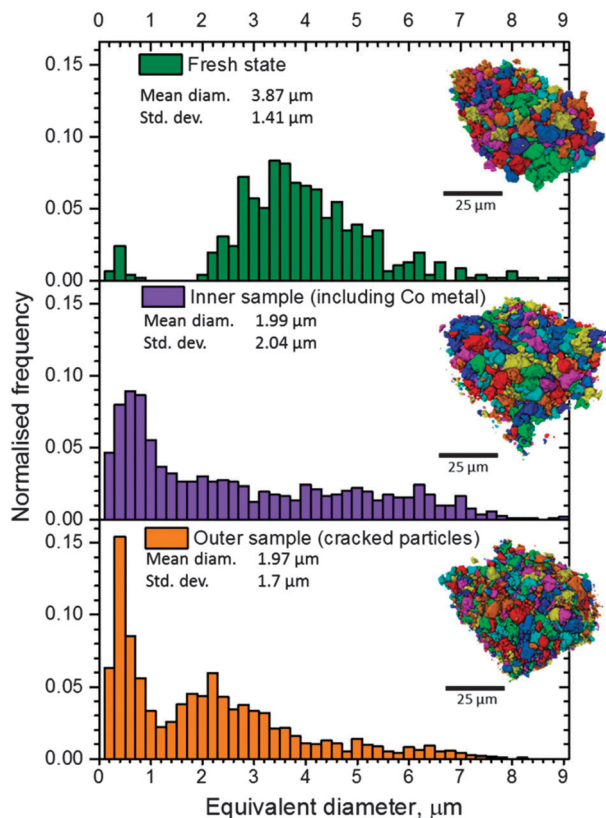 0 1 2 3 4 5 6 7 8 9
0.15
Fresh state
Mean diam. 3.87 µm
Std. dev. 1.41 µm
0.10
25 µm
0.05
0.00
0.15
Inner sample (including Co metal)
Mean diam. 1.99 µm
Std. dev. 2.04 µm
0.10
25 µm
0.05
0.00
0.15
Outer sample (cracked particles)
Mean diam. 1.97 µm
Std. dev. 1.7 µm
0.10
25 µm
0.05
0.00
0 1 2 3 4 5 6 7 8 9
Normalised frequency
Equivalent diameter, µm